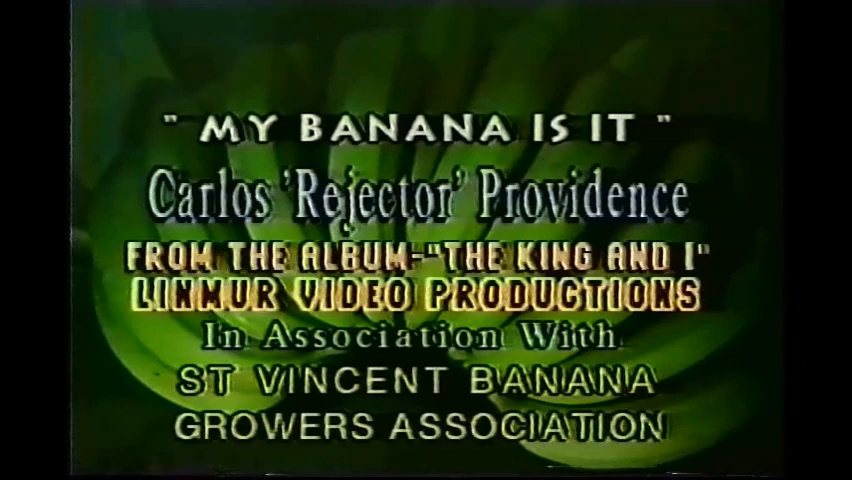 " MY BANANA IS IT "
Carlos 'Rejector' Providence
FROM THE ALBUM-"THE KING AND I"
LINMUR VIDEO PRODUCTIONS
In Association With
ST VINCENT BANANA
GROWERS ASSOCIATION